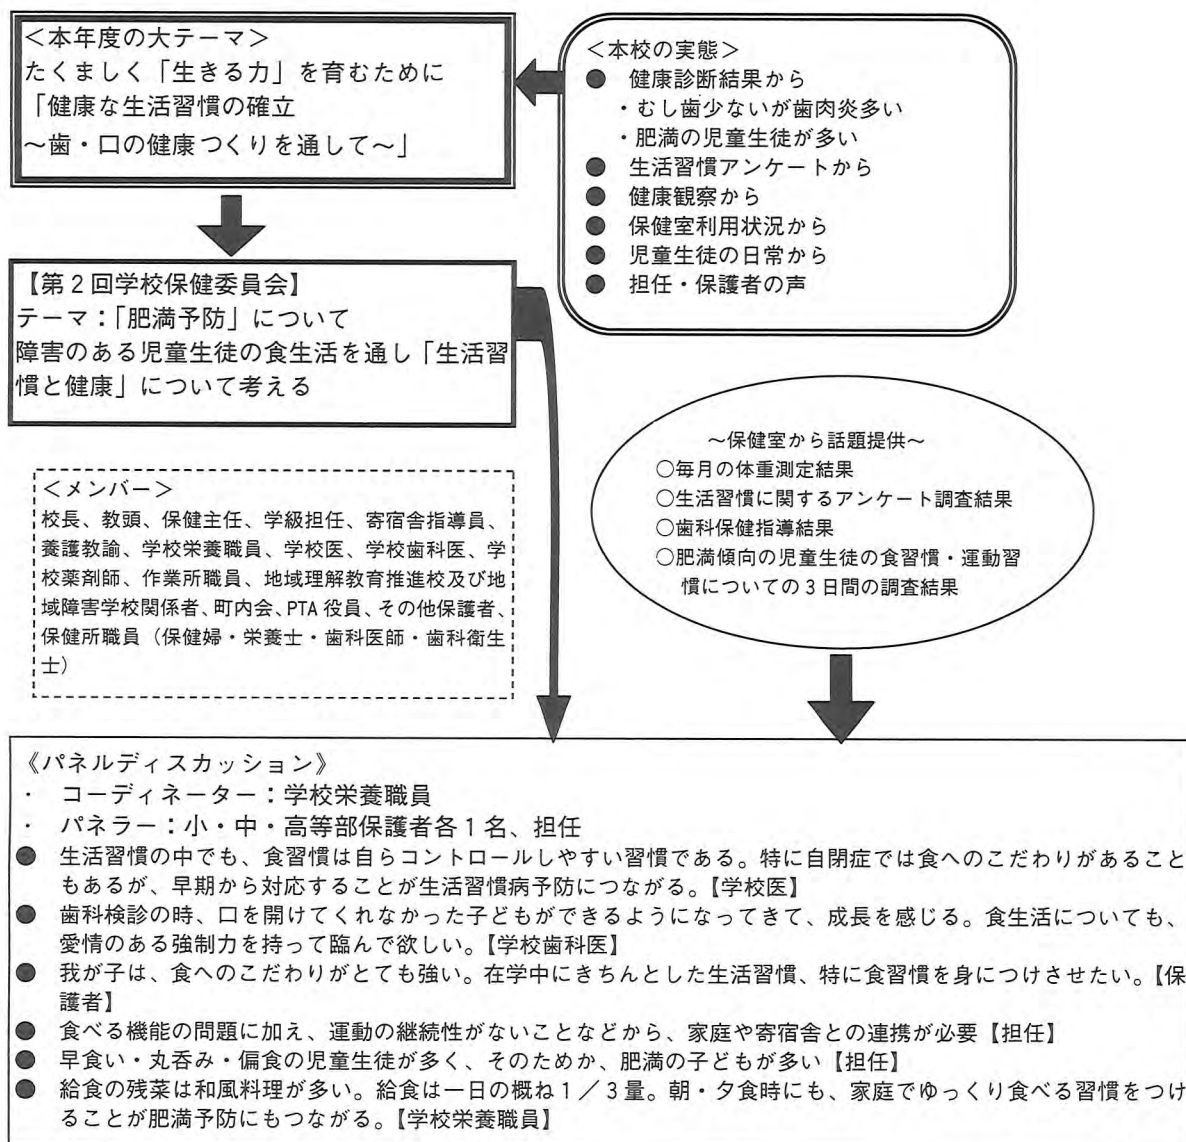 ＜本年度の大テーマ＞
たくましく「生きる力」を育むために
「健康な生活習慣の確立
～歯・口の健康つくりを通して～」
＜本校の実態＞
● 健康診断結果から
・むし歯少ないが歯肉炎多い
・肥満の児童生徒が多い
● 生活習慣アンケートから
● 健康観察から
● 保健室利用状況から
● 児童生徒の日常から
● 担任・保護者の声
【第２回学校保健委員会】
テーマ：「肥満予防」について
障害のある児童生徒の食生活を通し「生活習
慣と健康」について考える
～保健室から話題提供～
○毎月の体重測定結果
○生活習慣に関するアンケート調査結果
○歯科保健指導結果
○肥満傾向の児童生徒の食習慣・運動習
慣についての３日間の調査結果
＜メンバー＞
校長、教頭、保健主任、学級担任、寄宿舎指導員、
養護教諭、学校栄養職員、学校医、学校歯科医、学
校薬剤師、作業所職員、地域理解教育推進校及び地
域障害学校関係者、町内会、PTA 役員、その他保護者、
保健所職員（保健婦・栄養士・歯科医師・歯科衛生
士）
《パネルディスカッション》
・ コーディネーター：学校栄養職員
・ パネラー：小・中・高等部保護者各１名、担任
● 生活習慣の中でも、食習慣は自らコントロールしやすい習慣である。特に自閉症では食へのこだわりがあること
もあるが、早期から対応することが生活習慣病予防につながる。【学校医】
● 歯科検診の時、口を開けてくれなかった子どもができるようになってきて、成長を感じる。食生活についても、
愛情のある強制力を持って臨んで欲しい。【学校歯科医】
● 我が子は、食へのこだわりがとても強い。在学中にきちんとした生活習慣、特に食習慣を身につけさせたい。【保
護者】
● 食べる機能の問題に加え、運動の継続性がないことなどから、家庭や寄宿舎との連携が必要【担任】
● 早食い・丸呑み・偏食の児童生徒が多く、そのためか、肥満の子どもが多い【担任】
● 給食の残菜は和風料理が多い。給食は一日の概ね１／３量。朝・夕食時にも、家庭でゆっくり食べる習慣をつけ
ることが肥満予防にもつながる。【学校栄養職員】